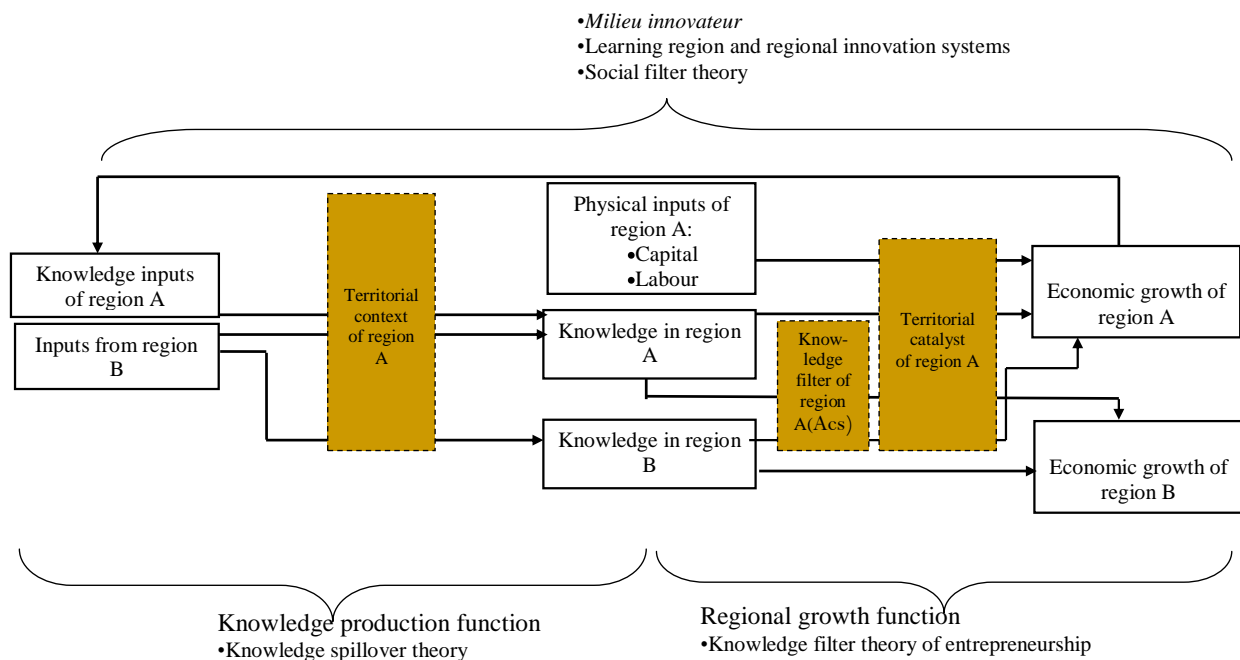 •Milieu innovateur
•Learning region and regional innovation systems
•Social filter theory
Physical inputs of
region A:
•Capital
•Labour
Knowledge inputs
of region A
Inputs from region
B
Territorial
context
of region
A
Knowledge in region
A
Know-
ledge
filter of
region
A(Acs)
Territorial
catalyst
of region A
Economic growth of
region A
Knowledge in region
B
Economic growth of
region B
Knowledge production function
•Knowledge spillover theory
Regional growth function
•Knowledge filter theory of entrepreneurship